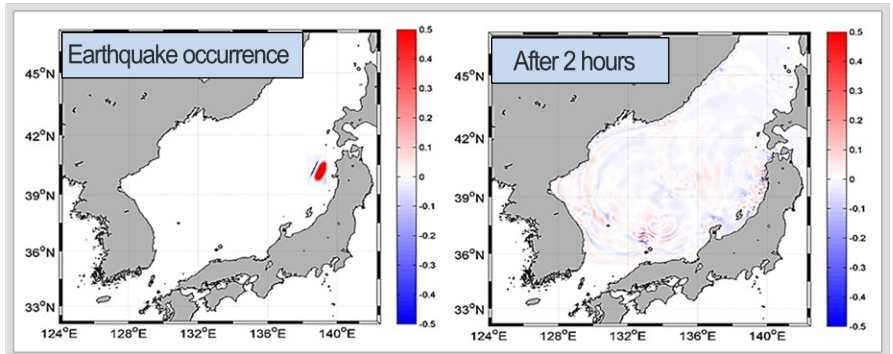 Earthquake occurrence
45°N
42°N
39°N
36°N
33°N
124°E
128°E
132°E
136°E
140°E
0.5
0.4
0.3
0.2
0.1
0
-0.1
-0.2
-0.3
-0.4
-0.5
After 2 hours
45°N
42°N
39°N
36°N
33°N
124°E
128°E
132°E
136°E
140°E
0.5
0.4
0.3
0.2
0.1
0
-0.1
-0.2
-0.3
-0.4
-0.5